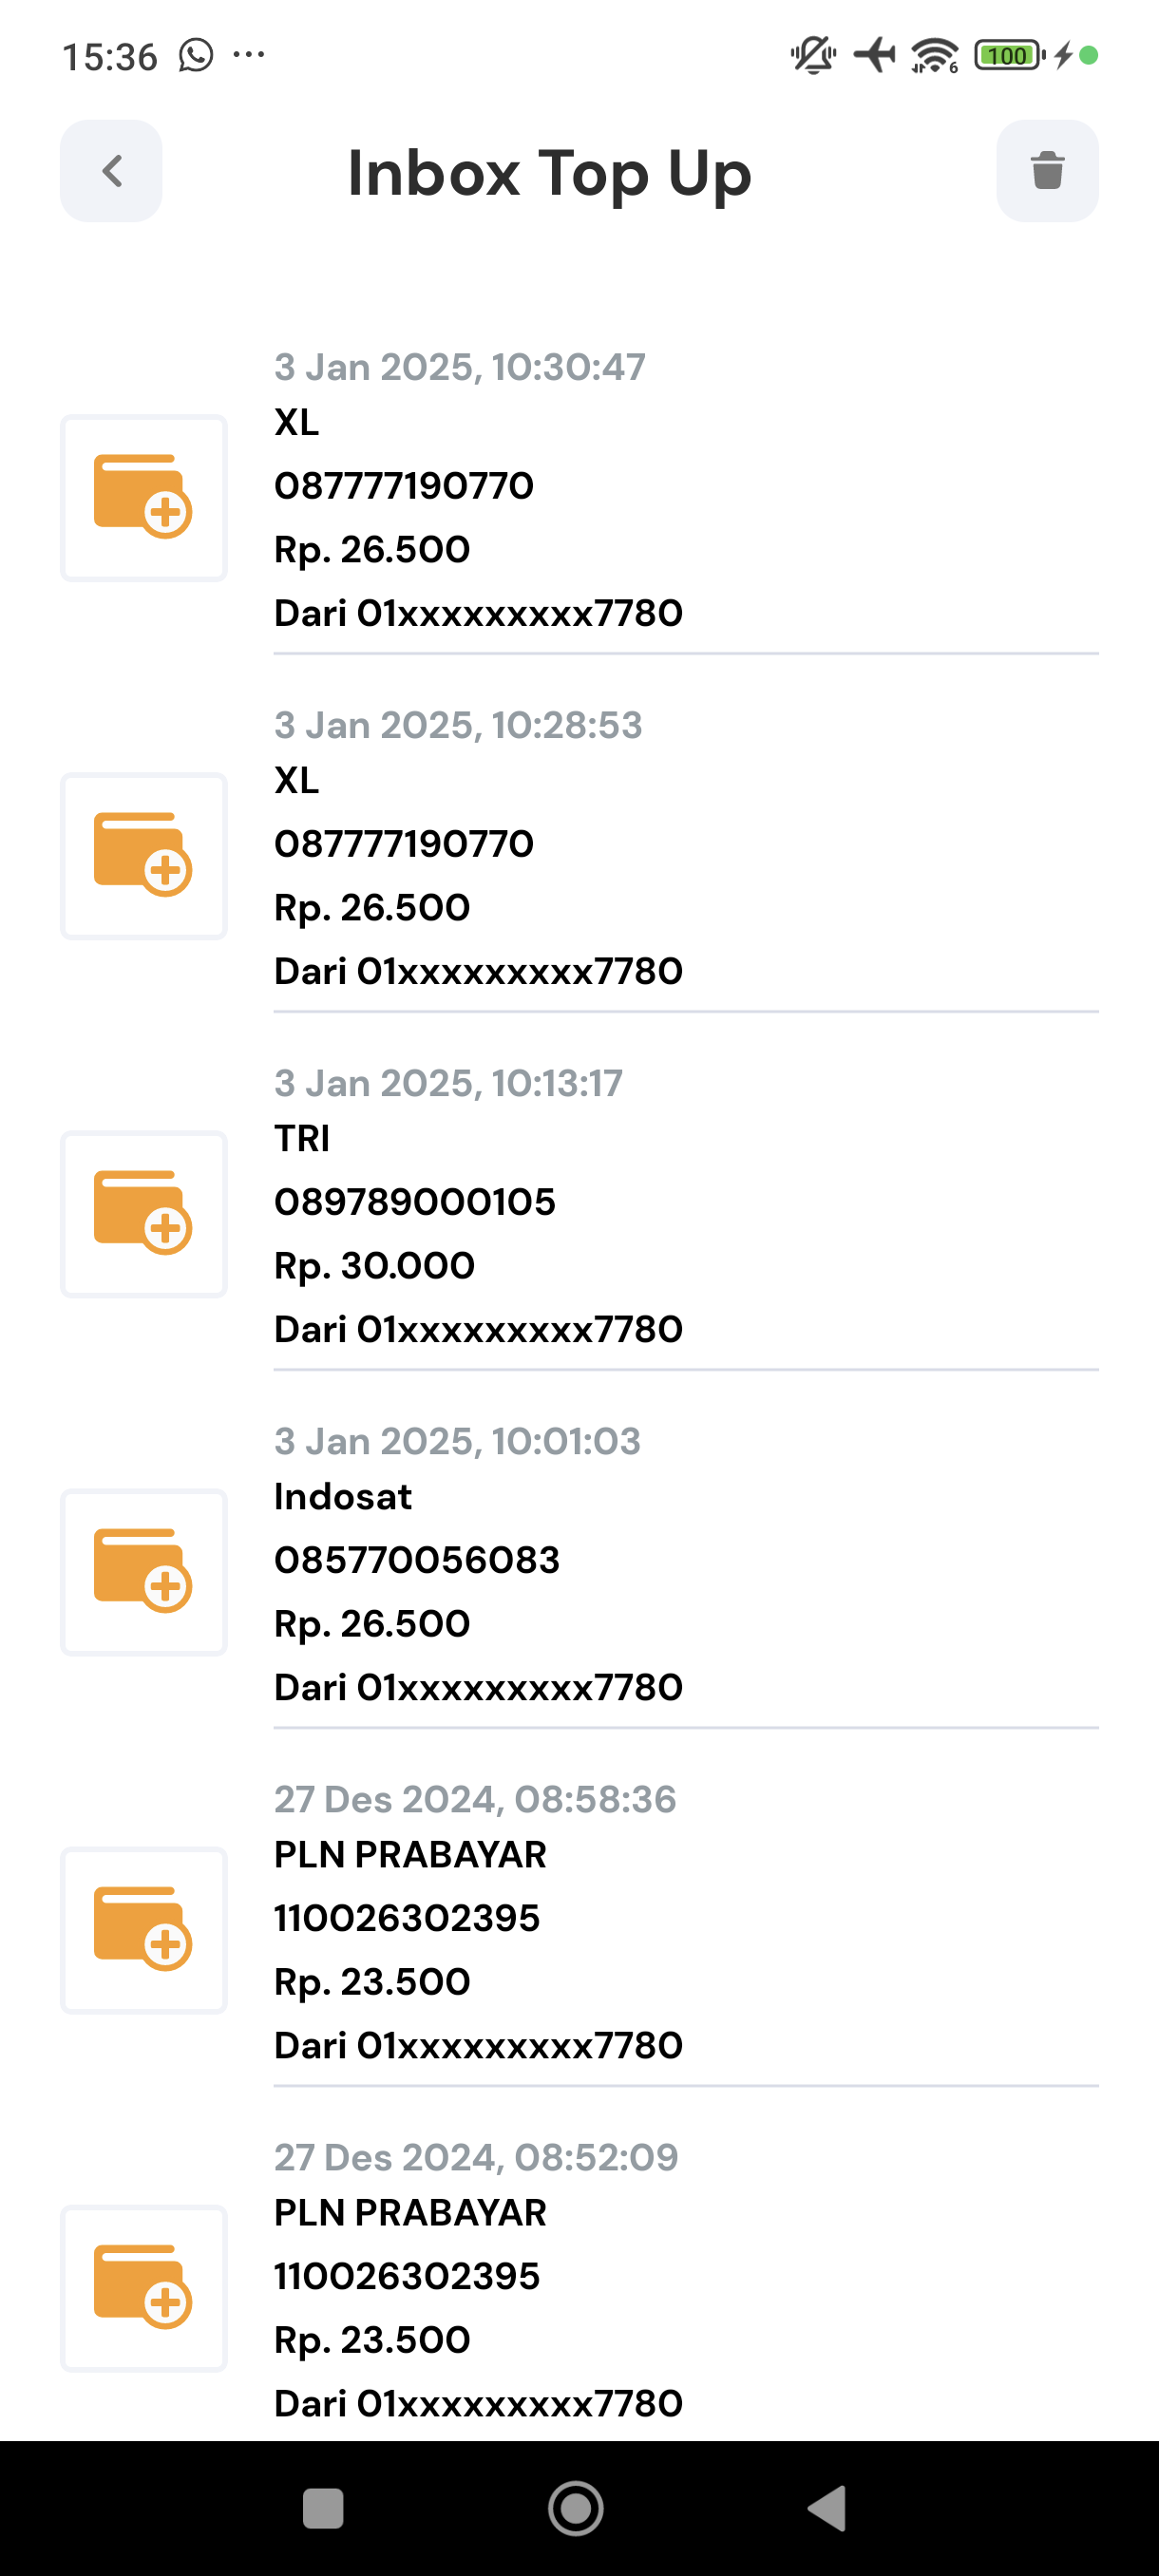 15:36
6
100
Inbox Top Up
3 Jan 2025, 10:30:47
XL
087777190770
Rp. 26.500
Dari 01xxxxxxxxx7780
3 Jan 2025, 10:28:53
XL
087777190770
Rp. 26.500
Dari 01xxxxxxxxx7780
3 Jan 2025, 10:13:17
TRI
089789000105
Rp. 30.000
Dari 01xxxxxxxxx7780
3 Jan 2025, 10:01:03
Indosat
085770056083
Rp. 26.500
Dari 01xxxxxxxxx7780
27 Des 2024, 08:58:36
PLN PRABAYAR
110026302395
Rp. 23.500
Dari 01xxxxxxxxx7780
27 Des 2024, 08:52:09
PLN PRABAYAR
110026302395
Rp. 23.500
Dari 01xxxxxxxxx7780